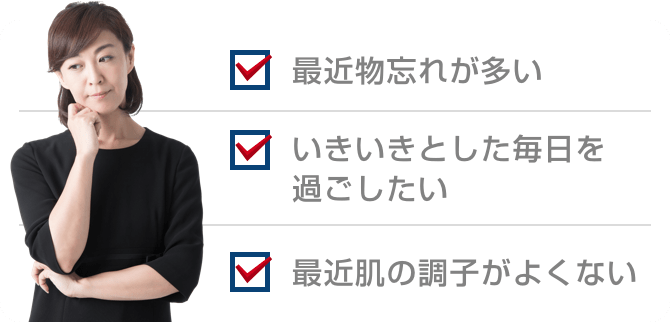 最近物忘れが多い
いきいきとした毎日を
過ごしたい
最近肌の調子がよくない